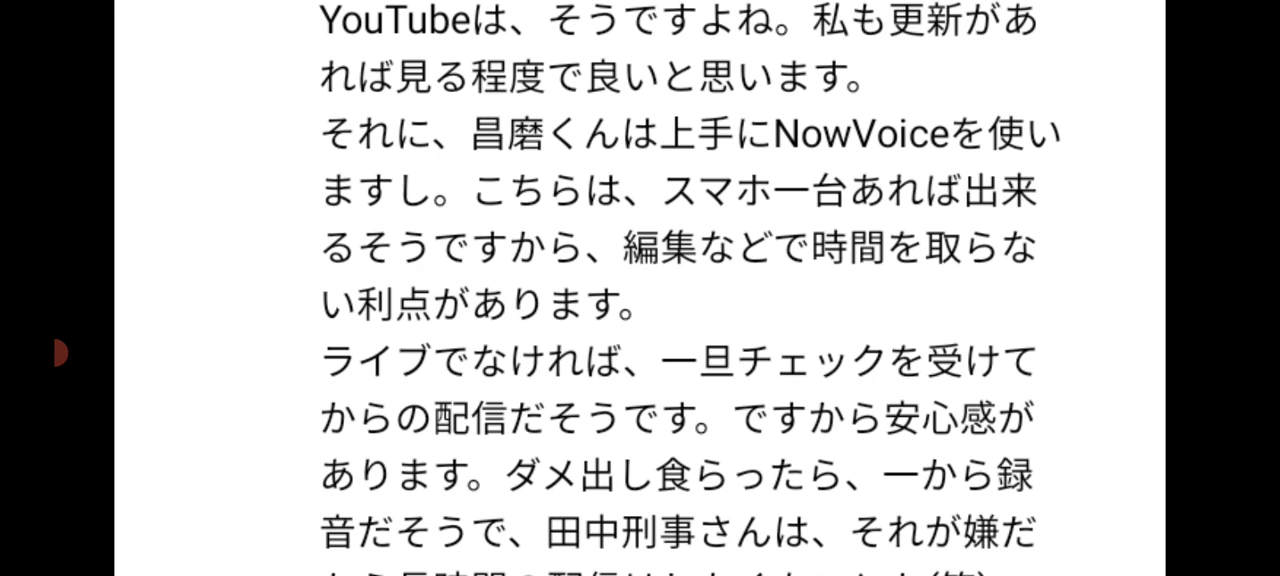 YouTubeは、そうですよね。私も更新があ
れば見る程度で良いと思います。
それに、昌磨くんは上手にNowVoiceを使い
ますし。こちらは、スマホ一台あれば出来
るそうですから、編集などで時間を取らな
い利点があります。
ライブでなければ、一旦チェックを受けて
からの配信だそうです。ですから安心感が
あります。ダメ出し食らったら、一から録
音だそうで、田中刑事さんは、それが嫌だ